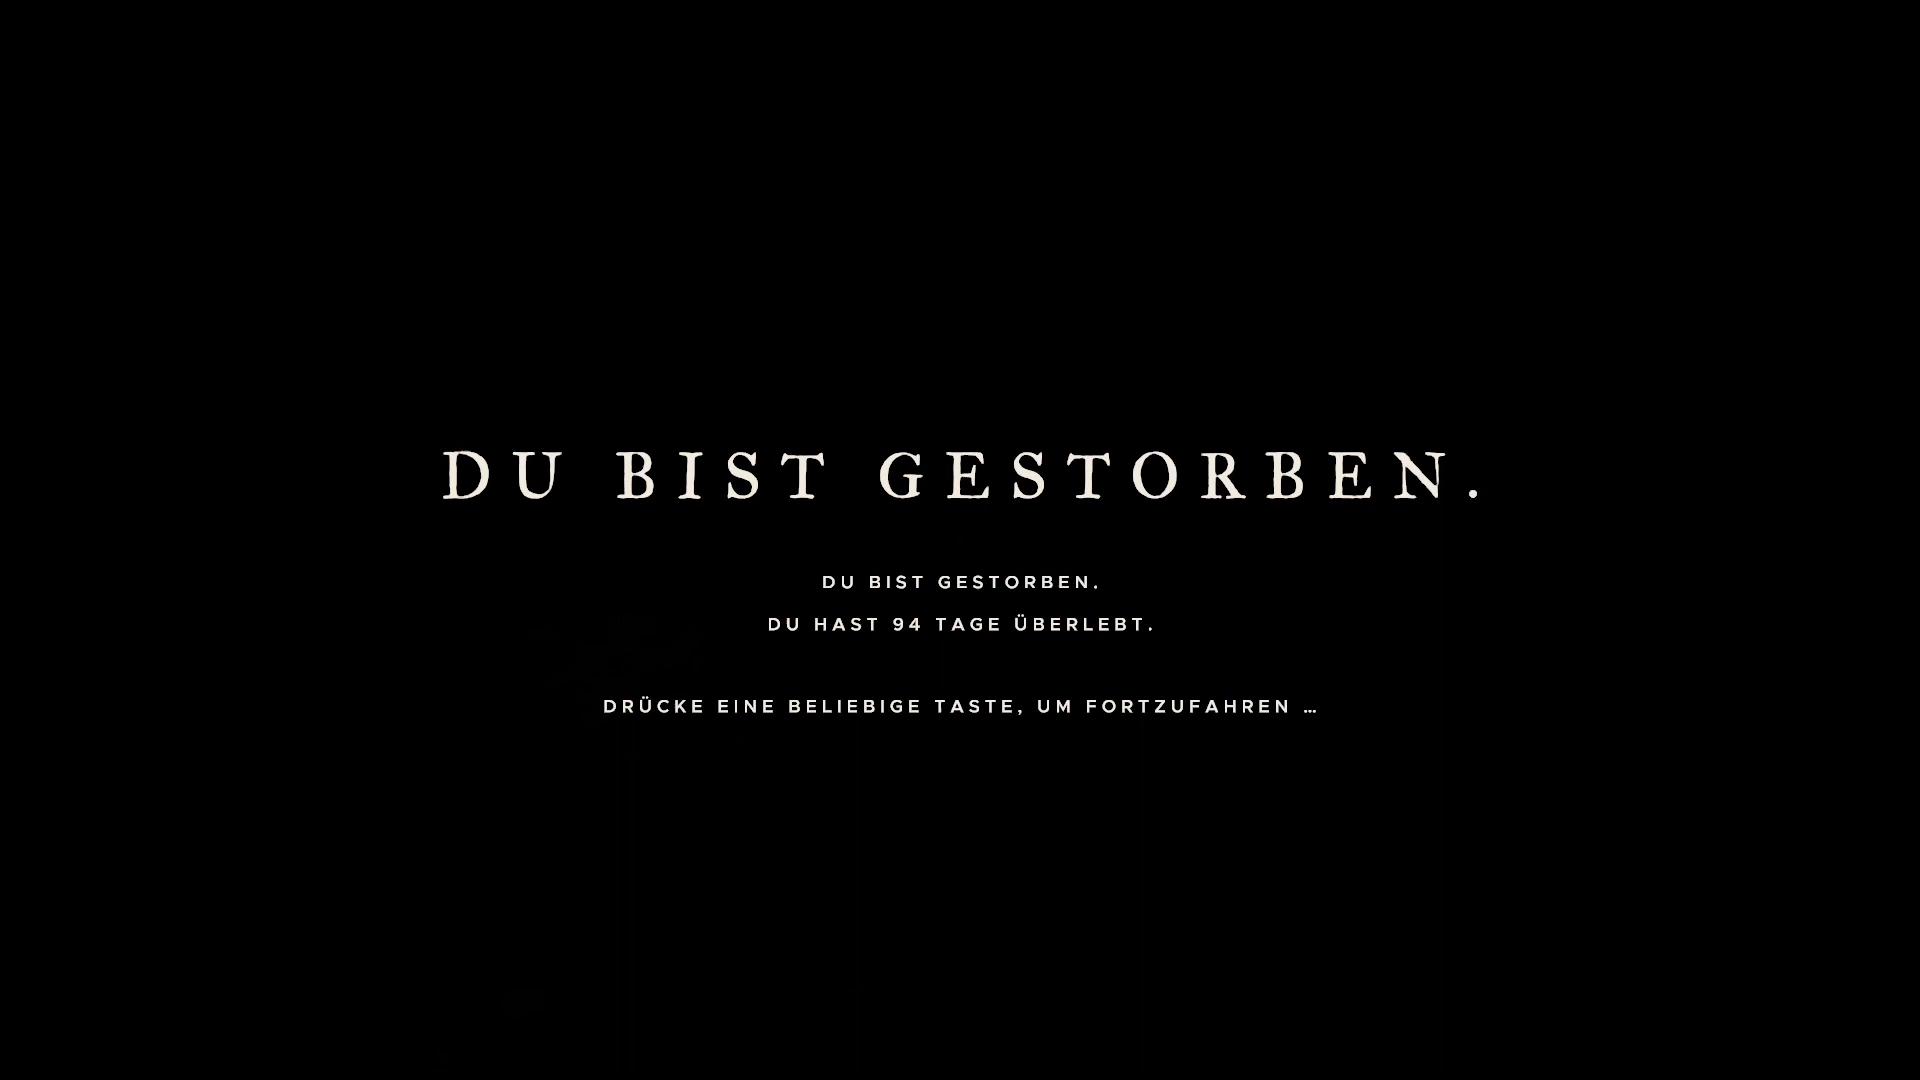 DU BIST GESTORBEN.
DU BIST GESTORBEN.
DU HAST 94 TAGE ÜBERLEBT.
DRÜCKE EINE BELIEBIGE TASTE, UM FORTZUFAHREN …